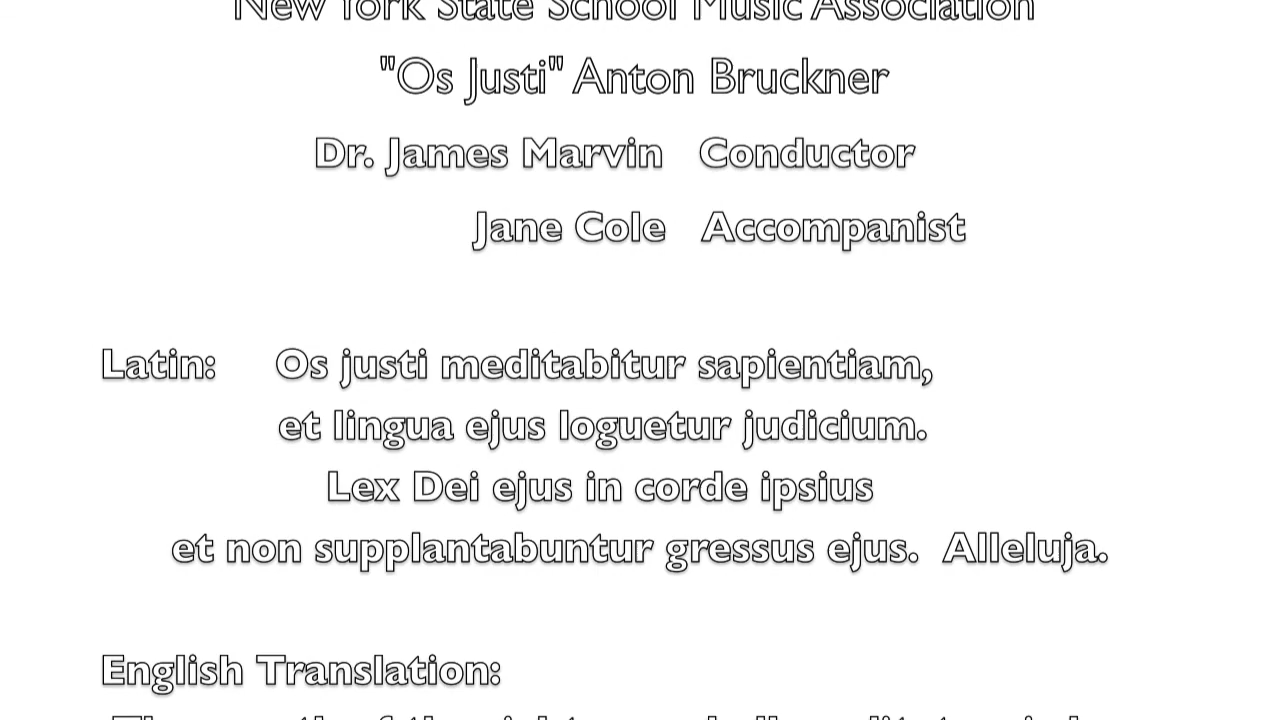 New York State School Music Association
"Os Justi" Anton Bruckner
Dr. James Marvin Conductor
Jane Cole Accompanist
Latin: Os justi meditabitur sapientiam,
et lingua ejus loguetur judicium.
Lex Dei ejus in corde ipsius
et non supplantabuntur gressus ejus. Alleluja.
English Translation: